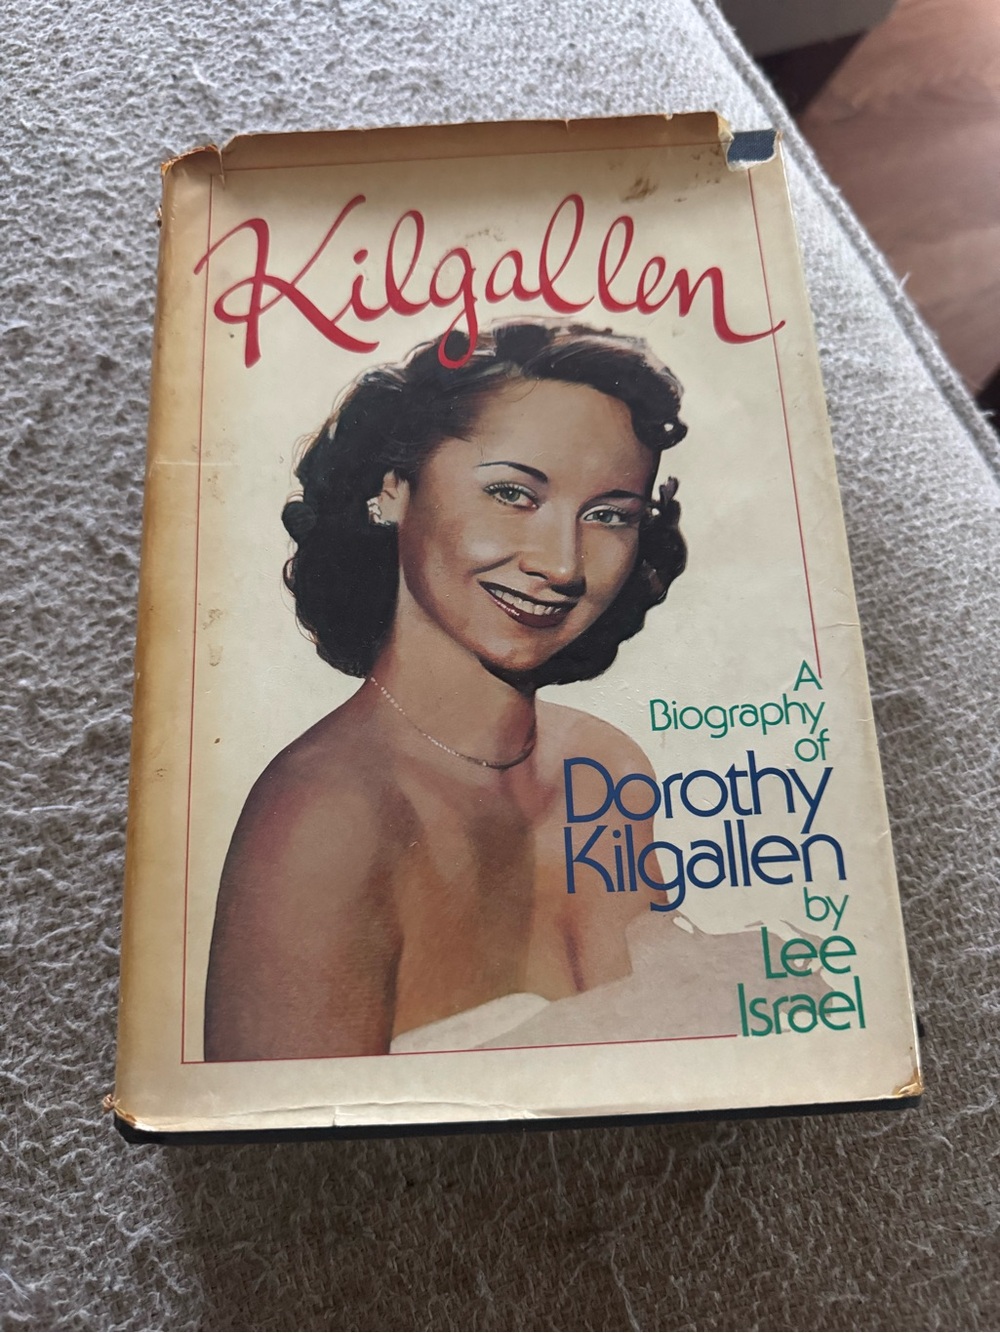 Kilgallen
A
Biography
of
Dorothy
Kilgallen
by
Lee
Israel